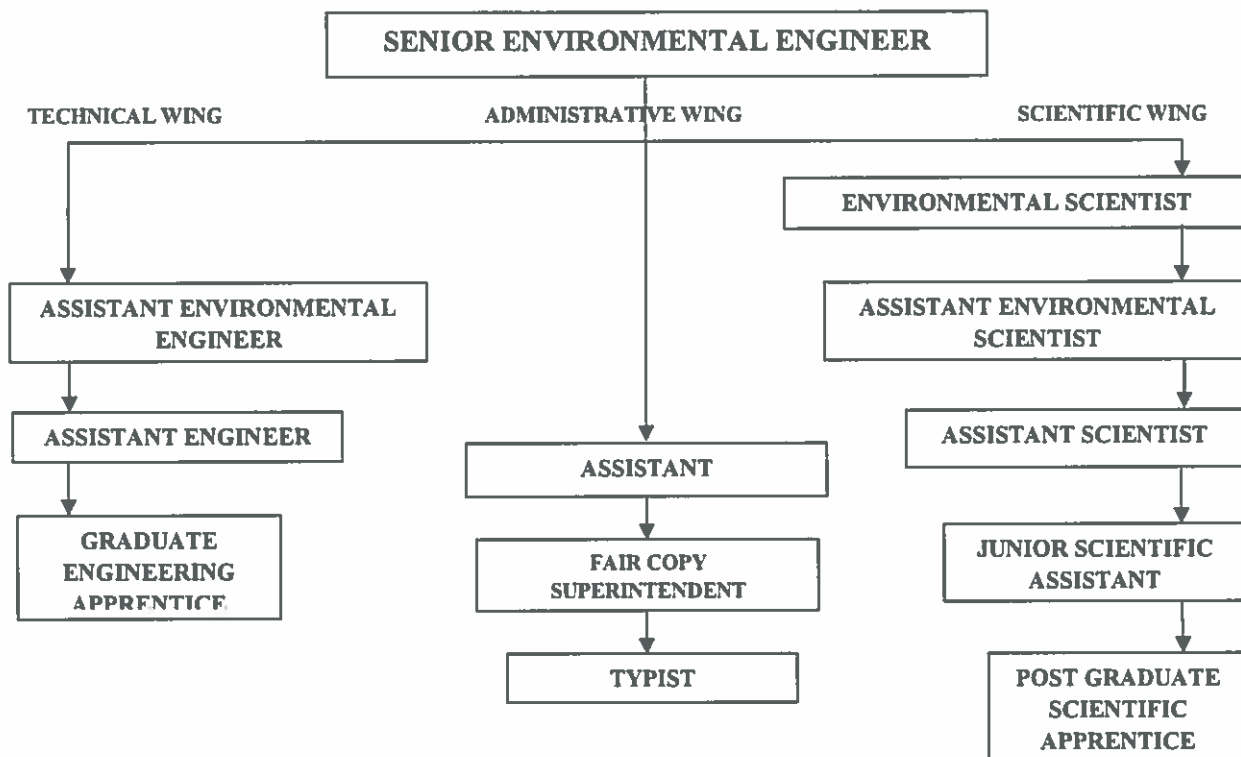 SENIOR ENVIRONMENTAL ENGINEER
TECHNICAL WING
ADMINISTRATIVE WING
SCIENTIFIC WING
ENVIRONMENTAL SCIENTIST
ASSISTANT ENVIRONMENTAL
ENGINEER
ASSISTANT ENVIRONMENTAL
SCIENTIST
ASSISTANT ENGINEER
ASSISTANT
ASSISTANT SCIENTIST
GRADUATE
ENGINEERING
APPRENTICE
FAIR COPY
SUPERINTENDENT
JUNIOR SCIENTIFIC
ASSISTANT
TYPIST
POST GRADUATE
SCIENTIFIC
APPRENTICE